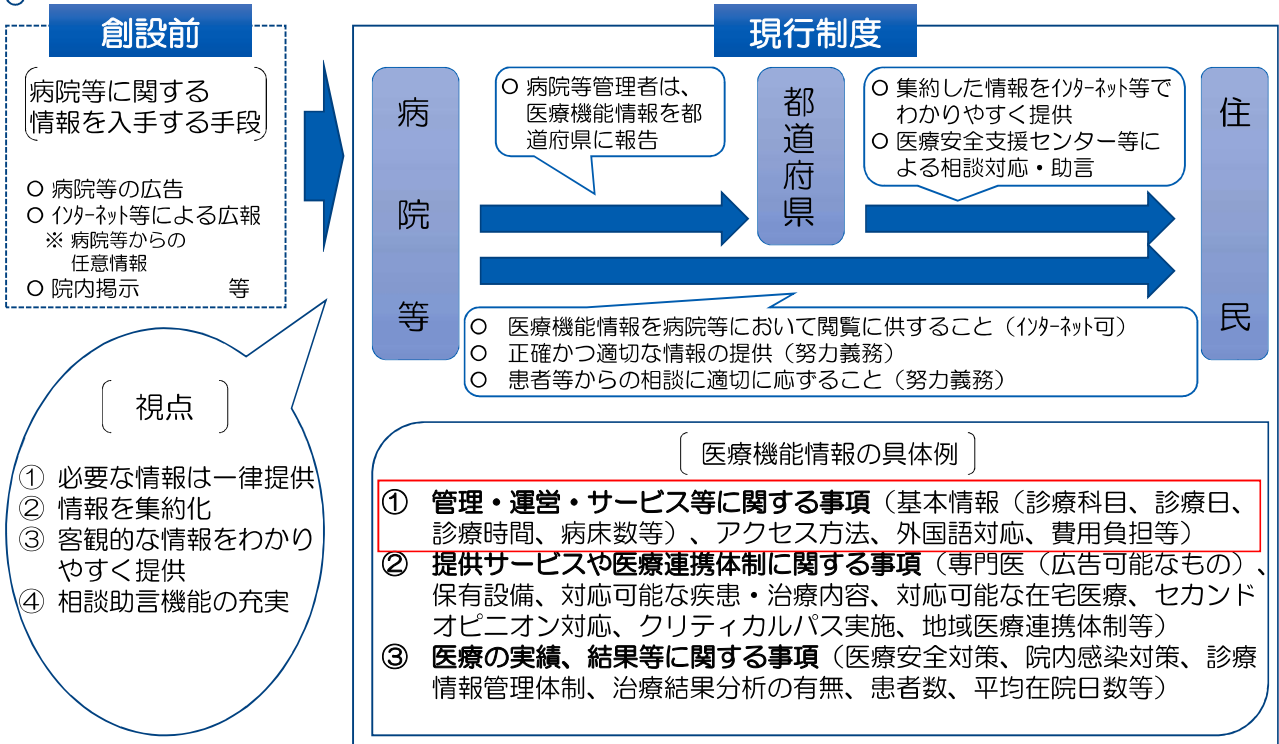 創設前
病院等に関する
情報を入手する手段
○ 病院等の広告
○ インターネット等による広報
※ 病院等からの
任意情報
○ 院内掲示 等
視点
① 必要な情報は一律提供
② 情報を集約化
③ 客観的な情報をわかり
やすく提供
④ 相談助言機能の充実
現行制度
病院等
○ 病院等管理者は、
医療機能情報を都
道府県に報告
都道府県
○ 集約した情報をインターネット等で
わかりやすく提供
○ 医療安全支援センター等に
よる相談対応・助言
住民
○ 医療機能情報を病院等において閲覧に供すること（インターネット可）
○ 正確かつ適切な情報の提供（努力義務）
○ 患者等からの相談に適切に応ずること（努力義務）
医療機能情報の具体例
① 管理・運営・サービス等に関する事項（基本情報（診療科目、診療日、
診療時間、病床数等）、アクセス方法、外国語対応、費用負担等）
② 提供サービスや医療連携体制に関する事項（専門医（広告可能なもの）、
保有設備、対応可能な疾患・治療内容、対応可能な在宅医療、セカンド
オピニオン対応、クリティカルパス実施、地域医療連携体制等）
③ 医療の実績、結果等に関する事項（医療安全対策、院内感染対策、診療
情報管理体制、治療結果分析の有無、患者数、平均在院日数等）